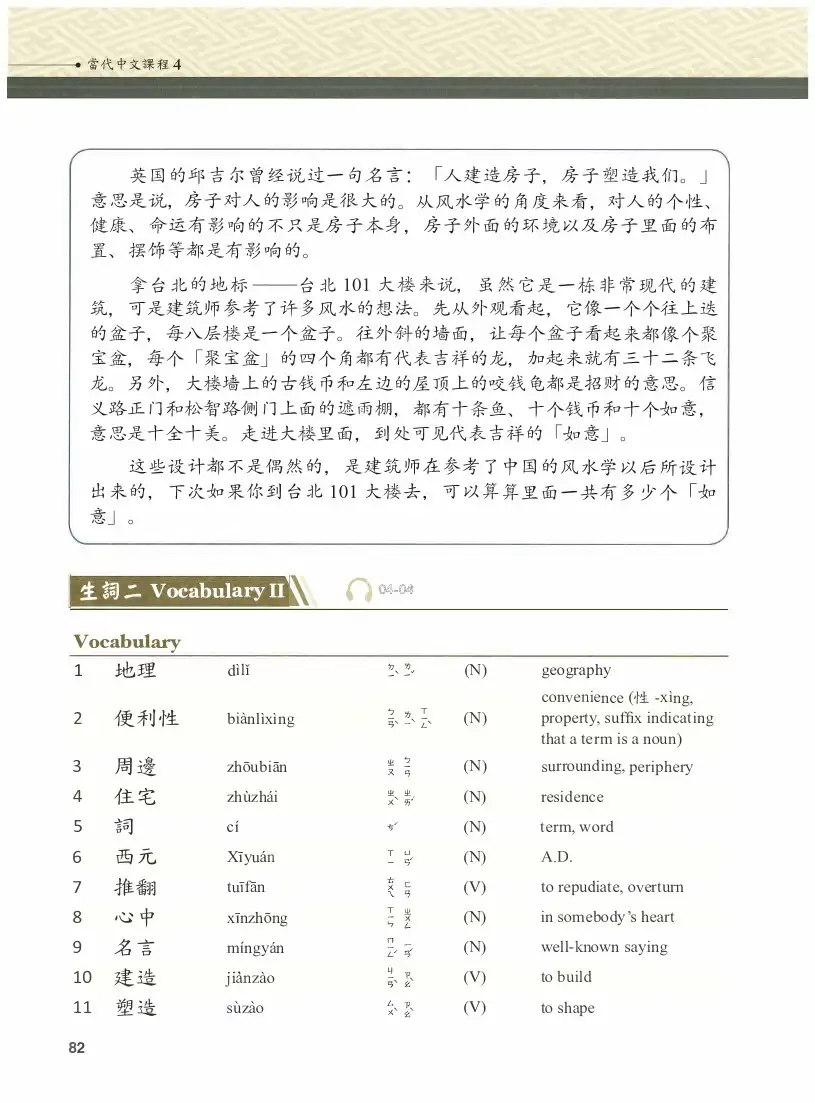 當代中文課程 4
英国的邱吉尔曾经说过一句名言：「人建造房子，房子塑造我们。」
意思是说，房子对人的影响是很大的。从风水学的角度来看，对人的个性、
健康、命运有影响的不只是房子本身，房子外面的环境以及房子里面的布
置、摆饰等都是有影响的。
拿台北的地标——台北 101 大楼来说，虽然它是一栋非常现代的建
筑，可是建筑师参考了许多风水的想法。先从外观看起，它像一个个往上迭
的盆子，每八层楼是一个盆子。往外斜的墙面，让每个盆子看起来都像个聚
宝盆，每个「聚宝盆」的四个角都有代表吉祥的龙，加起来就有三十二条飞
龙。另外，大楼墙上的古钱币和左边的屋顶上的咬钱龟都是招财的意思。信
义路正门和松智路侧门上面的遮雨棚，都有十条鱼、十个钱币和十个如意，
意思是十全十美。走进大楼里面，到处可见代表吉祥的「如意」。
这些设计都不是偶然的，是建筑师在参考了中国的风水学以后所设计
出来的，下次如果你到台北 101 大楼去，可以算算里面一共有多少个「如
意」。
生詞二 Vocabulary II 04-04
Vocabulary
1 地理 dìlǐ ㄉㄧˋ ㄌㄧˇ (N) geography
2 便利性 biànlìxìng ㄅㄧㄢˋ ㄌㄧˋ ㄒㄧㄥˋ (N) convenience (性 -xìng,
property, suffix indicating
that a term is a noun)
3 周邊 zhōubiān ㄓㄡ ㄅㄧㄢ (N) surrounding, periphery
4 住宅 zhùzhái ㄓㄨˋ ㄓㄞˊ (N) residence
5 詞 cí ㄘˊ (N) term, word
6 西元 Xīyuán ㄒㄧ ㄩㄢˊ (N) A.D.
7 推翻 tuīfān ㄊㄨㄟ ㄈㄢ (V) to repudiate, overturn
8 心中 xīnzhōng ㄒㄧㄣ ㄓㄨㄥ (N) in somebody's heart
9 名言 míngyán ㄇㄧㄥˊ ㄧㄢˊ (N) well-known saying
10 建造 jiànzào ㄐㄧㄢˋ ㄗㄠˋ (V) to build
11 塑造 sùzào ㄙㄨˋ ㄗㄠˋ (V) to shape
82